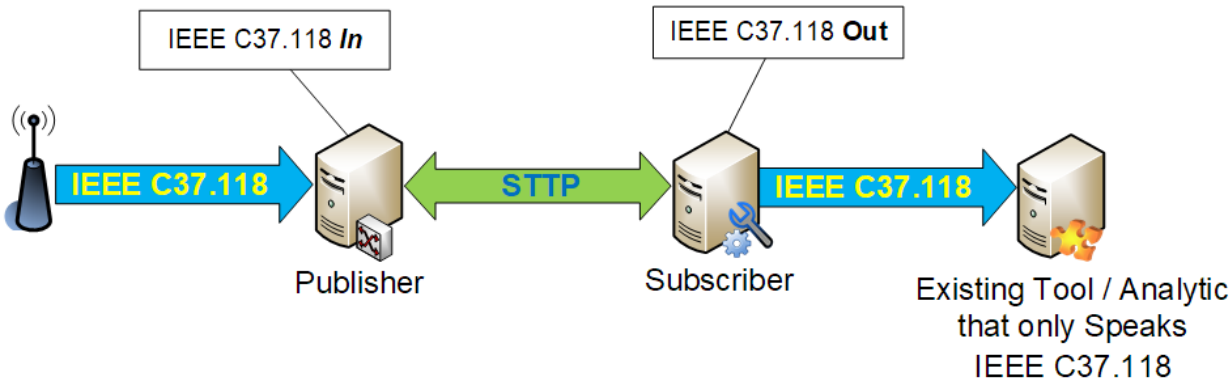 IEEE C37.118 In
IEEE C37.118 Out
IEEE C37.118
STTP
IEEE C37.118
Publisher
Subscriber
Existing Tool / Analytic
that only Speaks
IEEE C37.118